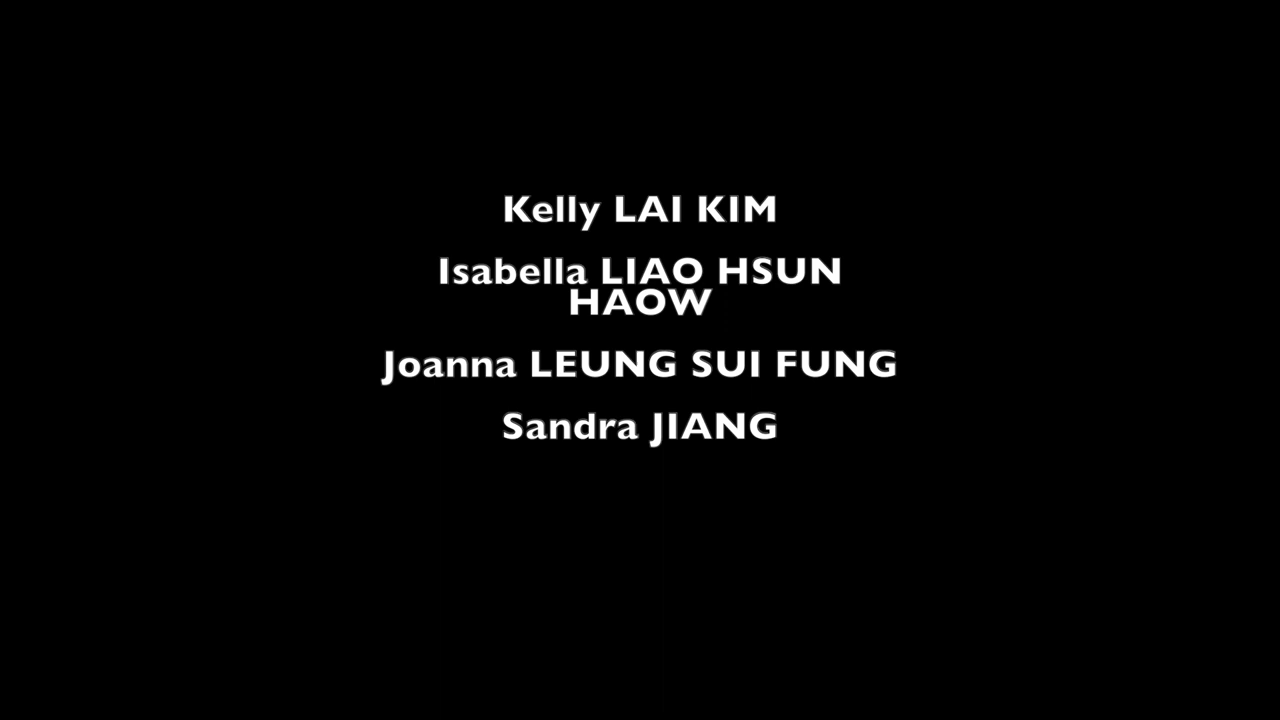 Kelly LAI KIM
Isabella LIAO HSUN
HAOW
Joanna LEUNG SUI FUNG
Sandra JIANG